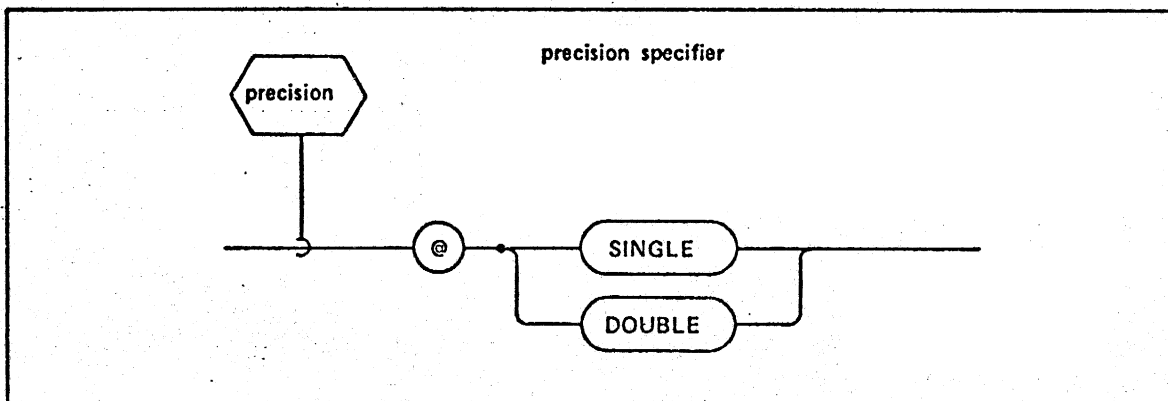 precision specifier
precision
@
SINGLE
DOUBLE